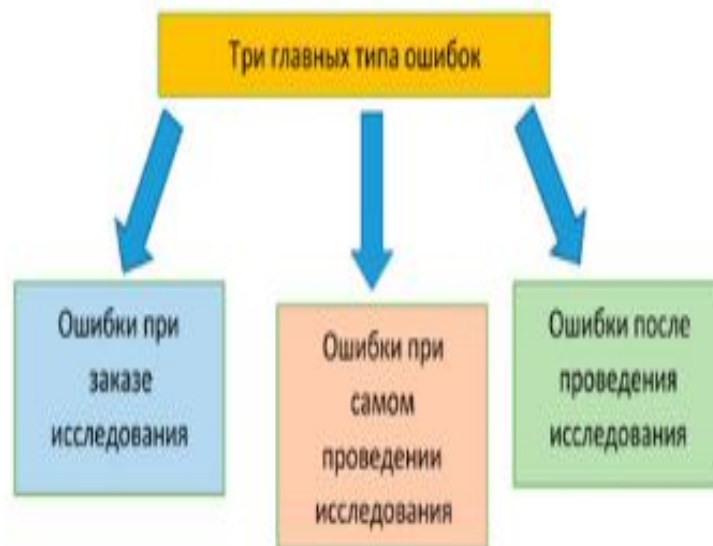 Три главных типа ошибок
Ошибки при
заказе
исследования
Ошибки при
самом
проведении
исследования
Ошибки после
проведения
исследования